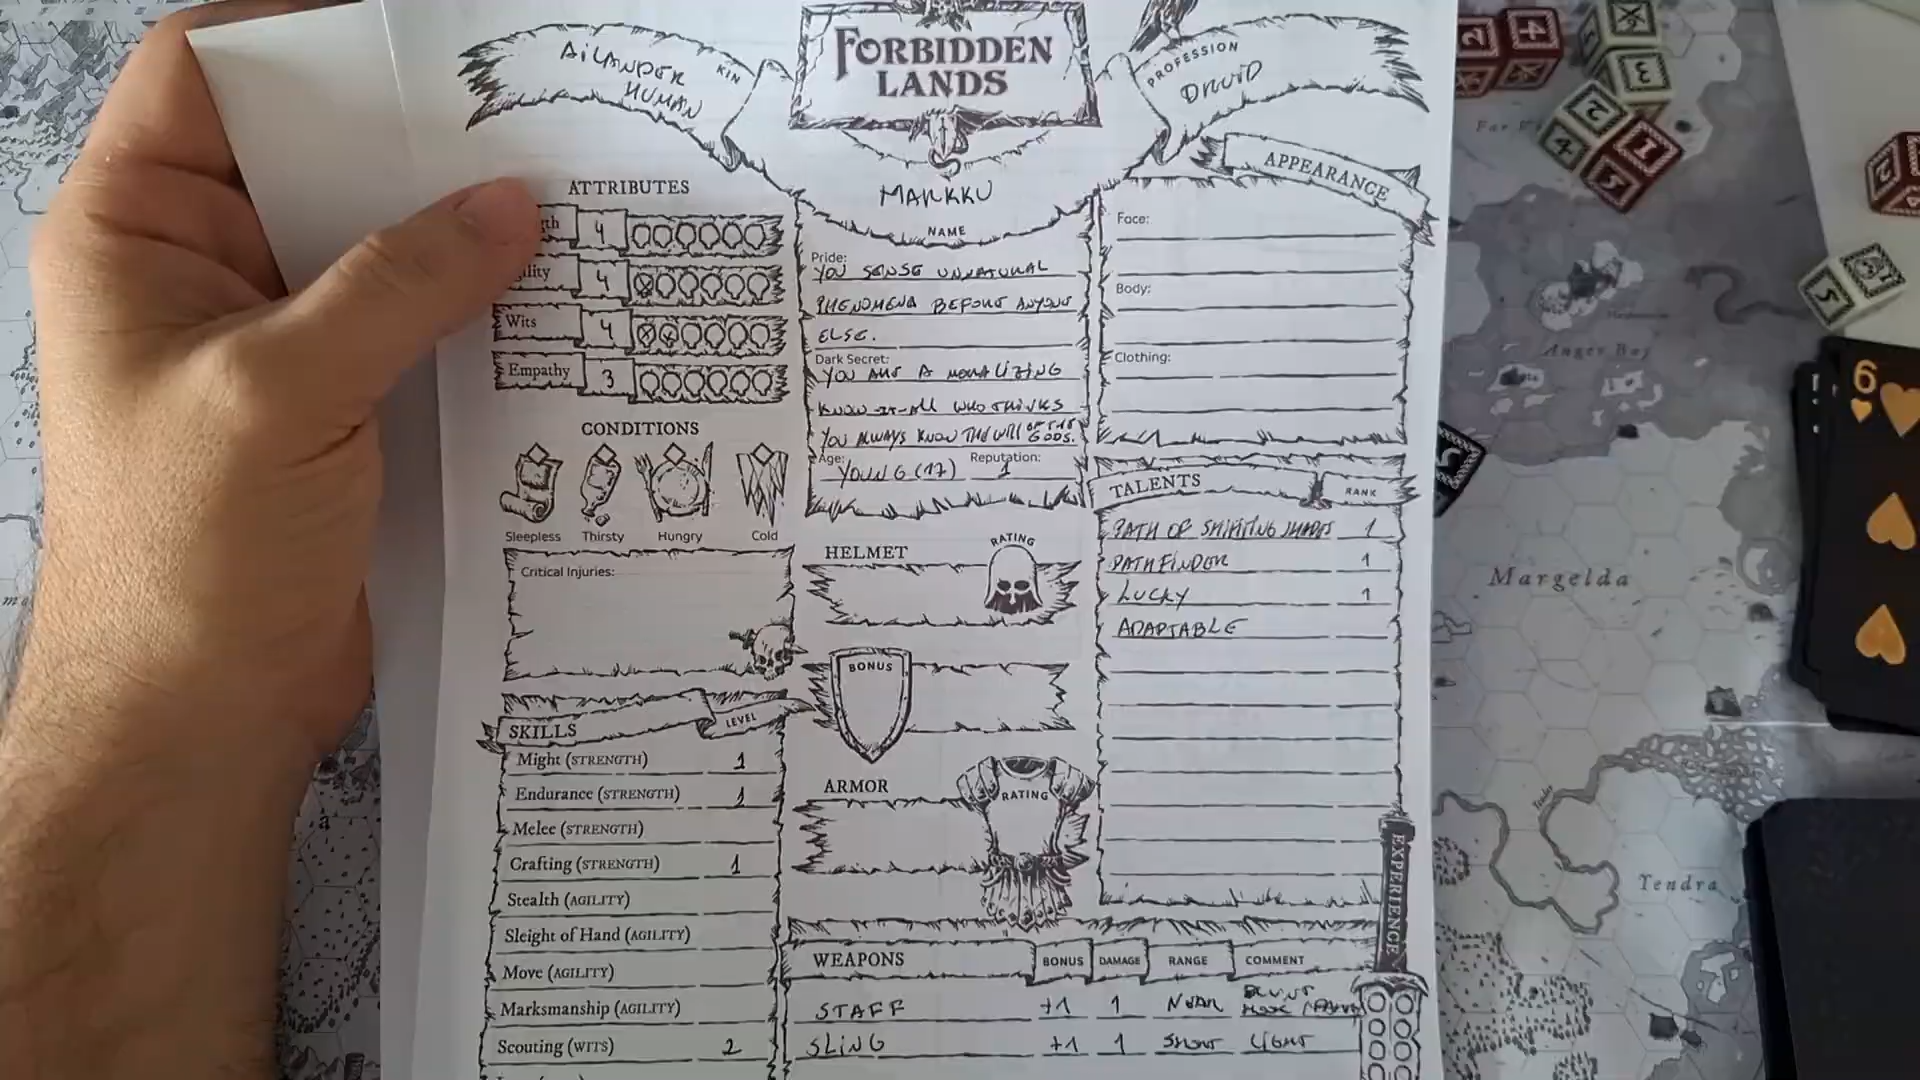 FORBIDDEN
LANDS
AILANDER
HUMAN
KIN
PROFESSION
DRUID
MARKKU
NAME
ATTRIBUTES
4
4
Wits 4
Empathy 3
CONDITIONS
Sleepless Thirsty Hungry Cold
Critical Injuries:
SKILLS LEVEL
Might (STRENGTH) 1
Endurance (STRENGTH) 1
Melee (STRENGTH)
Crafting (STRENGTH) 1
Stealth (AGILITY)
Sleight of Hand (AGILITY)
Move (AGILITY)
Marksmanship (AGILITY)
Scouting (WITS) 2
Pride:
YOU SENSE UNNATURAL
PHENOMENA BEFORE ANYONE
ELSE.
Dark Secret:
YOU ARE A MORALIZING
KNOW-IT-ALL WHO THINKS
YOU ALWAYS KNOW THE WILL OF THE
GODS.
Age: YOUNG (17) Reputation: 1
HELMET RATING
BONUS
ARMOR RATING
APPEARANCE
Face:
Body:
Clothing:
TALENTS RANK
PATH OF SHIFTING SHAPES 1
PATHFINDER 1
LUCKY 1
ADAPTABLE
EXPERIENCE
WEAPONS BONUS DAMAGE RANGE COMMENT
STAFF +1 1 NEAR BLUNT
HOOK
SLING +1 1 SHORT LIGHT
Anger Bay
Margelda
Tendra
6